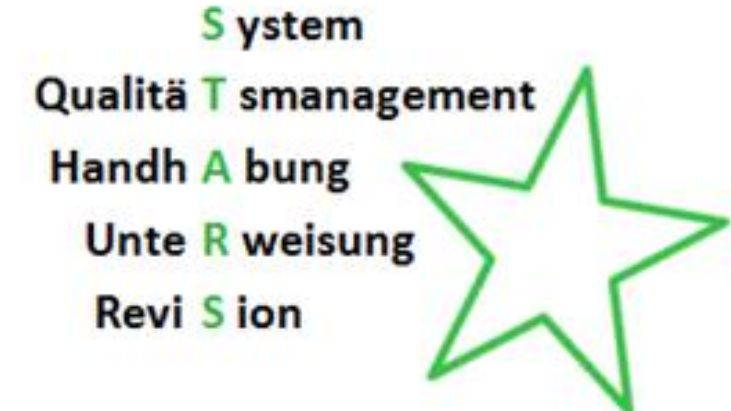 S ystem
Qualitä T smanagement
Handh A bung
Unte R weisung
Revi S ion